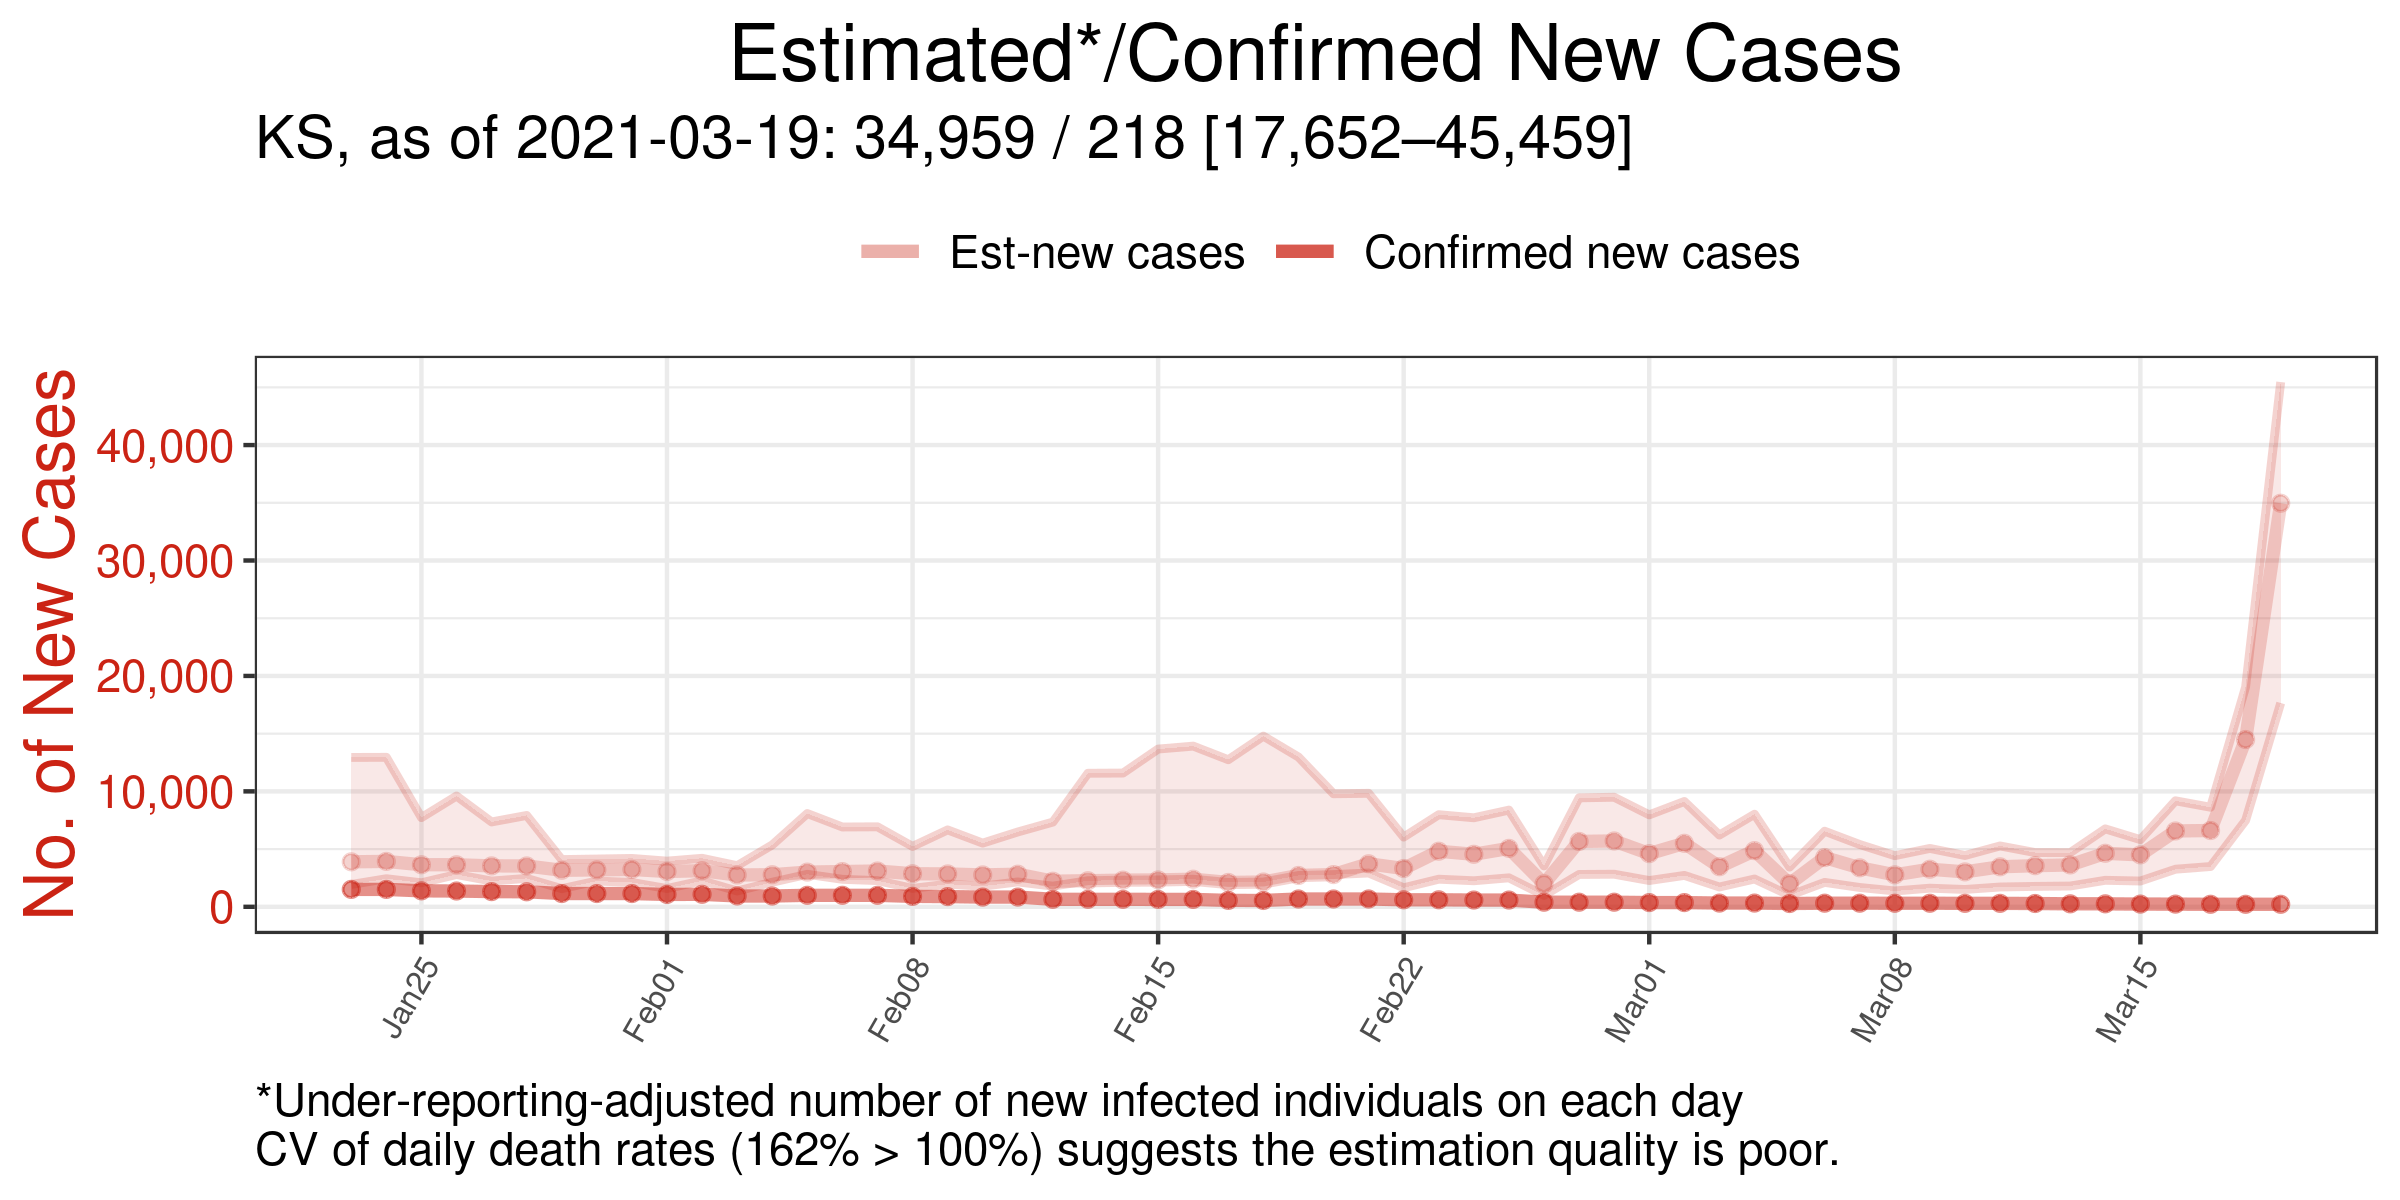 Estimated*/Confirmed New Cases
KS, as of 2021-03-19: 34,959 / 218 [17,652–45,459]
Est-new cases
Confirmed new cases
No. of New Cases
40,000
30,000
20,000
10,000
0
Jan25
Feb01
Feb08
Feb15
Feb22
Mar01
Mar08
Mar15
*Under-reporting-adjusted number of new infected individuals on each day
CV of daily death rates (162% > 100%) suggests the estimation quality is poor.